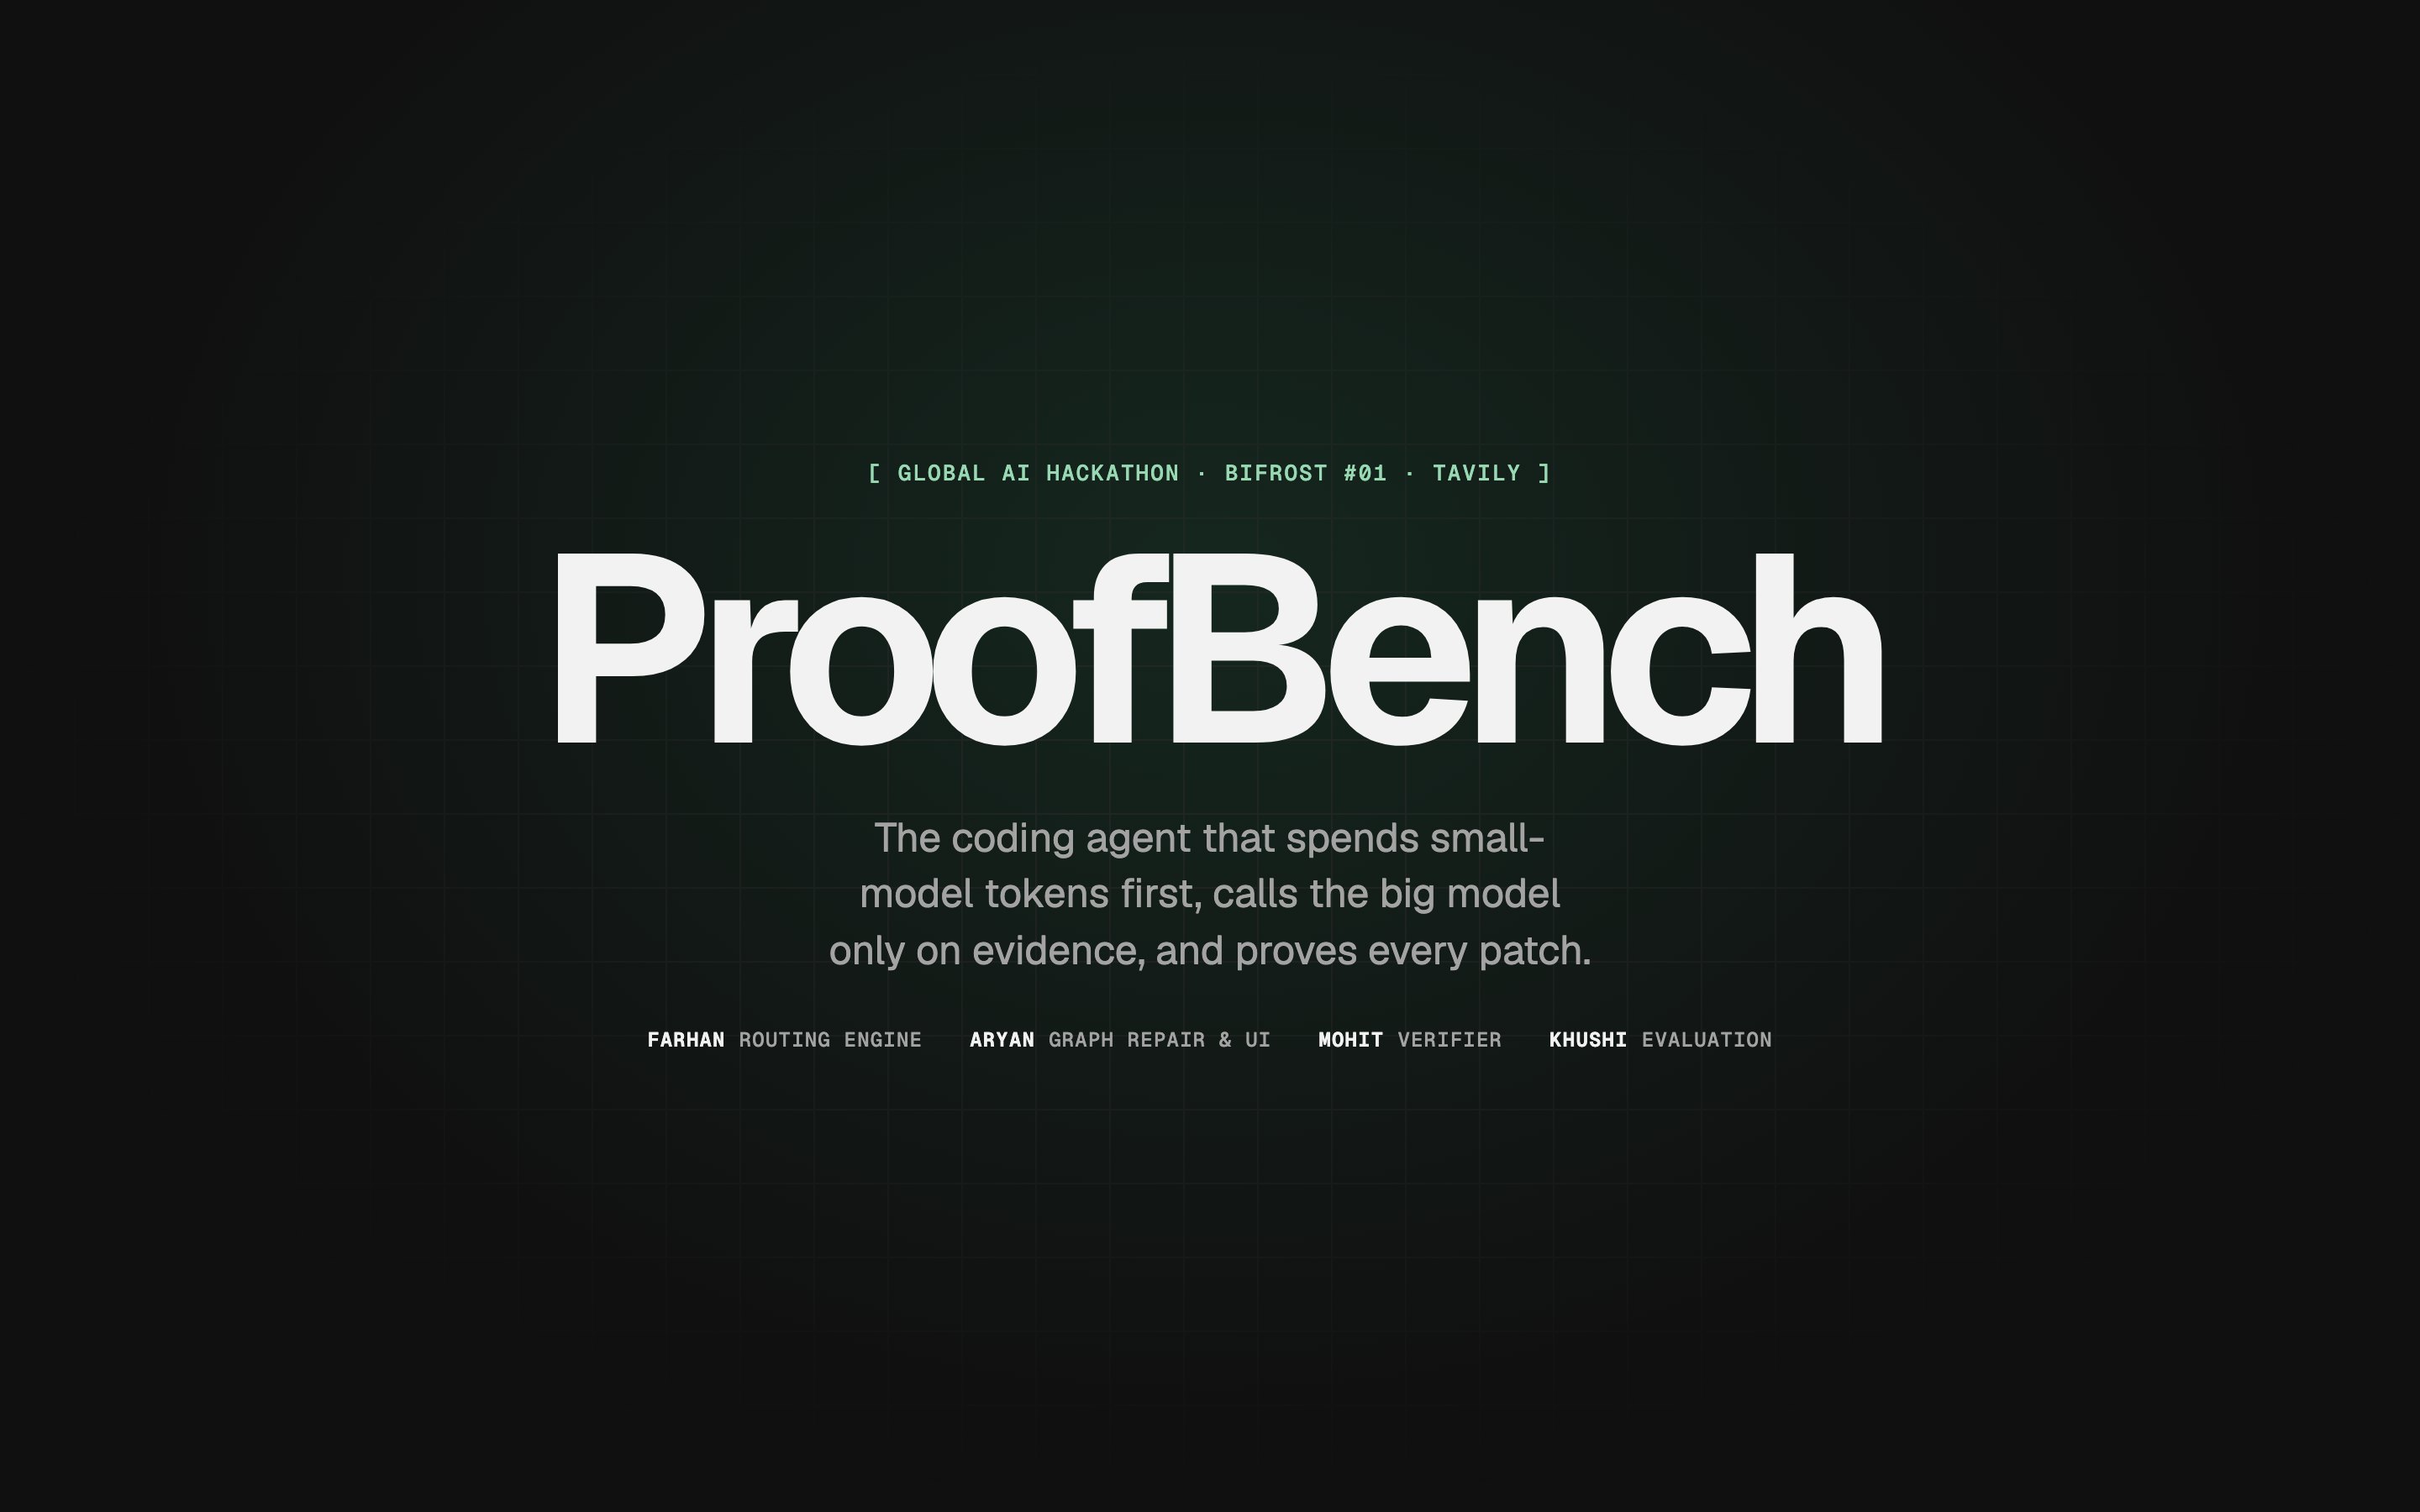 [ GLOBAL AI HACKATHON · BIFROST #01 · TAVILY ]
ProofBench
The coding agent that spends small-
model tokens first, calls the big model
only on evidence, and proves every patch.
FARHAN ROUTING ENGINE ARYAN GRAPH REPAIR & UI MOHIT VERIFIER KHUSHI EVALUATION